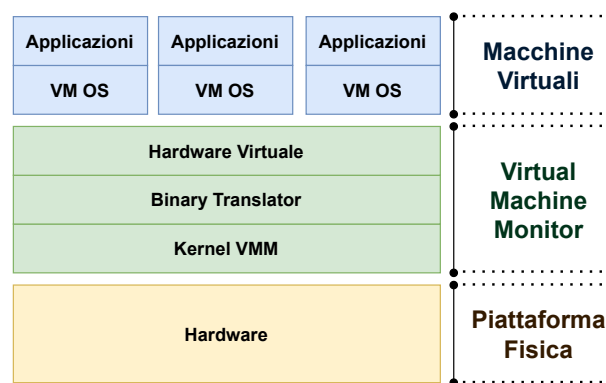 Applicazioni Applicazioni Applicazioni
VM OS VM OS VM OS
Macchine
Virtuali
Hardware Virtuale
Binary Translator
Kernel VMM
Virtual
Machine
Monitor
Hardware
Piattaforma
Fisica